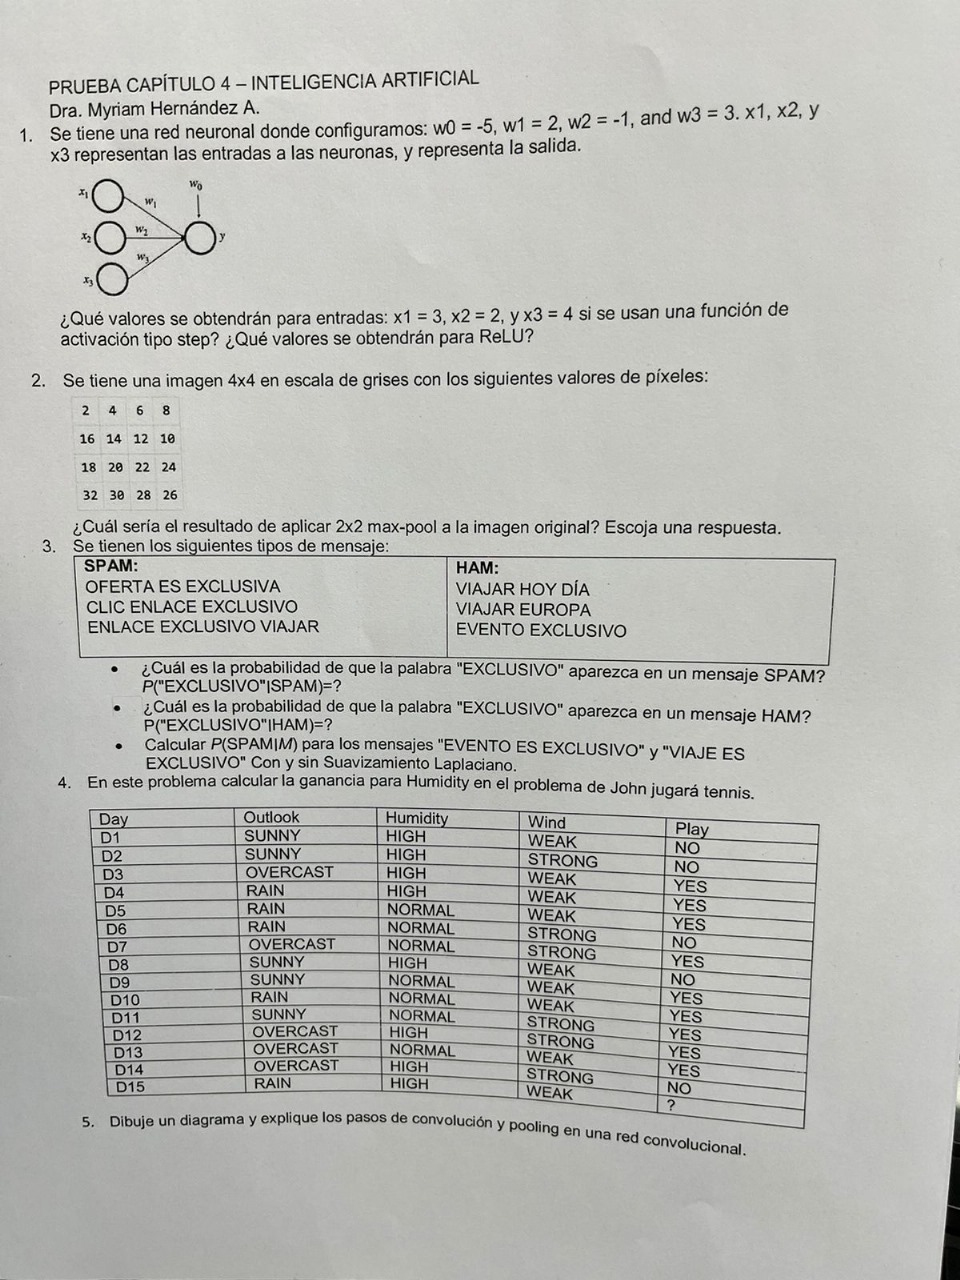 PRUEBA CAPÍTULO 4 – INTELIGENCIA ARTIFICIAL
Dra. Myriam Hernández A.
1. Se tiene una red neuronal donde configuramos: w0 = -5, w1 = 2, w2 = -1, and w3 = 3. x1, x2, y
x3 representan las entradas a las neuronas, y representa la salida.
x1 w1 w0
x2 w2 y
x3 w3
¿Qué valores se obtendrán para entradas: x1 = 3, x2 = 2, y x3 = 4 si se usan una función de
activación tipo step? ¿Qué valores se obtendrán para ReLU?
2. Se tiene una imagen 4x4 en escala de grises con los siguientes valores de píxeles:
2 4 6 8
16 14 12 10
18 20 22 24
32 30 28 26
¿Cuál sería el resultado de aplicar 2x2 max-pool a la imagen original? Escoja una respuesta.
3. Se tienen los siguientes tipos de mensaje:
SPAM: HAM:
OFERTA ES EXCLUSIVA VIAJAR HOY DÍA
CLIC ENLACE EXCLUSIVO VIAJAR EUROPA
ENLACE EXCLUSIVO VIAJAR EVENTO EXCLUSIVO
• ¿Cuál es la probabilidad de que la palabra "EXCLUSIVO" aparezca en un mensaje SPAM?
P("EXCLUSIVO"|SPAM)=?
• ¿Cuál es la probabilidad de que la palabra "EXCLUSIVO" aparezca en un mensaje HAM?
P("EXCLUSIVO"|HAM)=?
• Calcular P(SPAM|M) para los mensajes "EVENTO ES EXCLUSIVO" y "VIAJE ES
EXCLUSIVO" Con y sin Suavizamiento Laplaciano.
4. En este problema calcular la ganancia para Humidity en el problema de John jugará tennis.
Day Outlook Humidity Wind Play
D1 SUNNY HIGH WEAK NO
D2 SUNNY HIGH STRONG NO
D3 OVERCAST HIGH WEAK YES
D4 RAIN HIGH WEAK YES
D5 RAIN NORMAL WEAK YES
D6 RAIN NORMAL STRONG NO
D7 OVERCAST NORMAL STRONG YES
D8 SUNNY HIGH WEAK NO
D9 SUNNY NORMAL WEAK YES
D10 RAIN NORMAL WEAK YES
D11 SUNNY NORMAL STRONG YES
D12 OVERCAST HIGH STRONG YES
D13 OVERCAST NORMAL WEAK YES
D14 OVERCAST HIGH STRONG NO
D15 RAIN HIGH WEAK ?
5. Dibuje un diagrama y explique los pasos de convolución y pooling en una red convolucional.